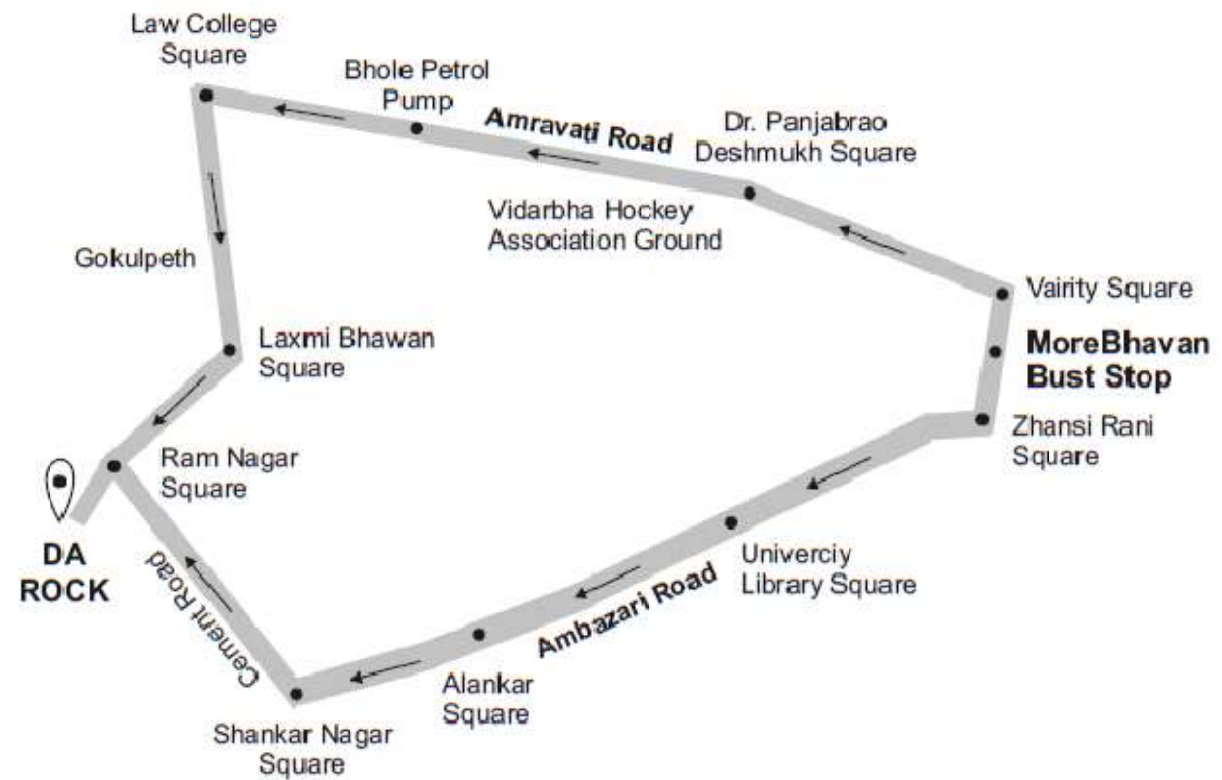 Law College
Square
Bhole Petrol
Pump
Amravati Road
Dr. Panjabrao
Deshmukh Square
Vidarbha Hockey
Association Ground
Gokulpeth
Vairity Square
Laxmi Bhawan
Square
MoreBhavan
Bust Stop
Zhansi Rani
Square
Ram Nagar
Square
DA
ROCK
Cement Road
Univerciy
Library Square
Ambazari Road
Alankar
Square
Shankar Nagar
Square